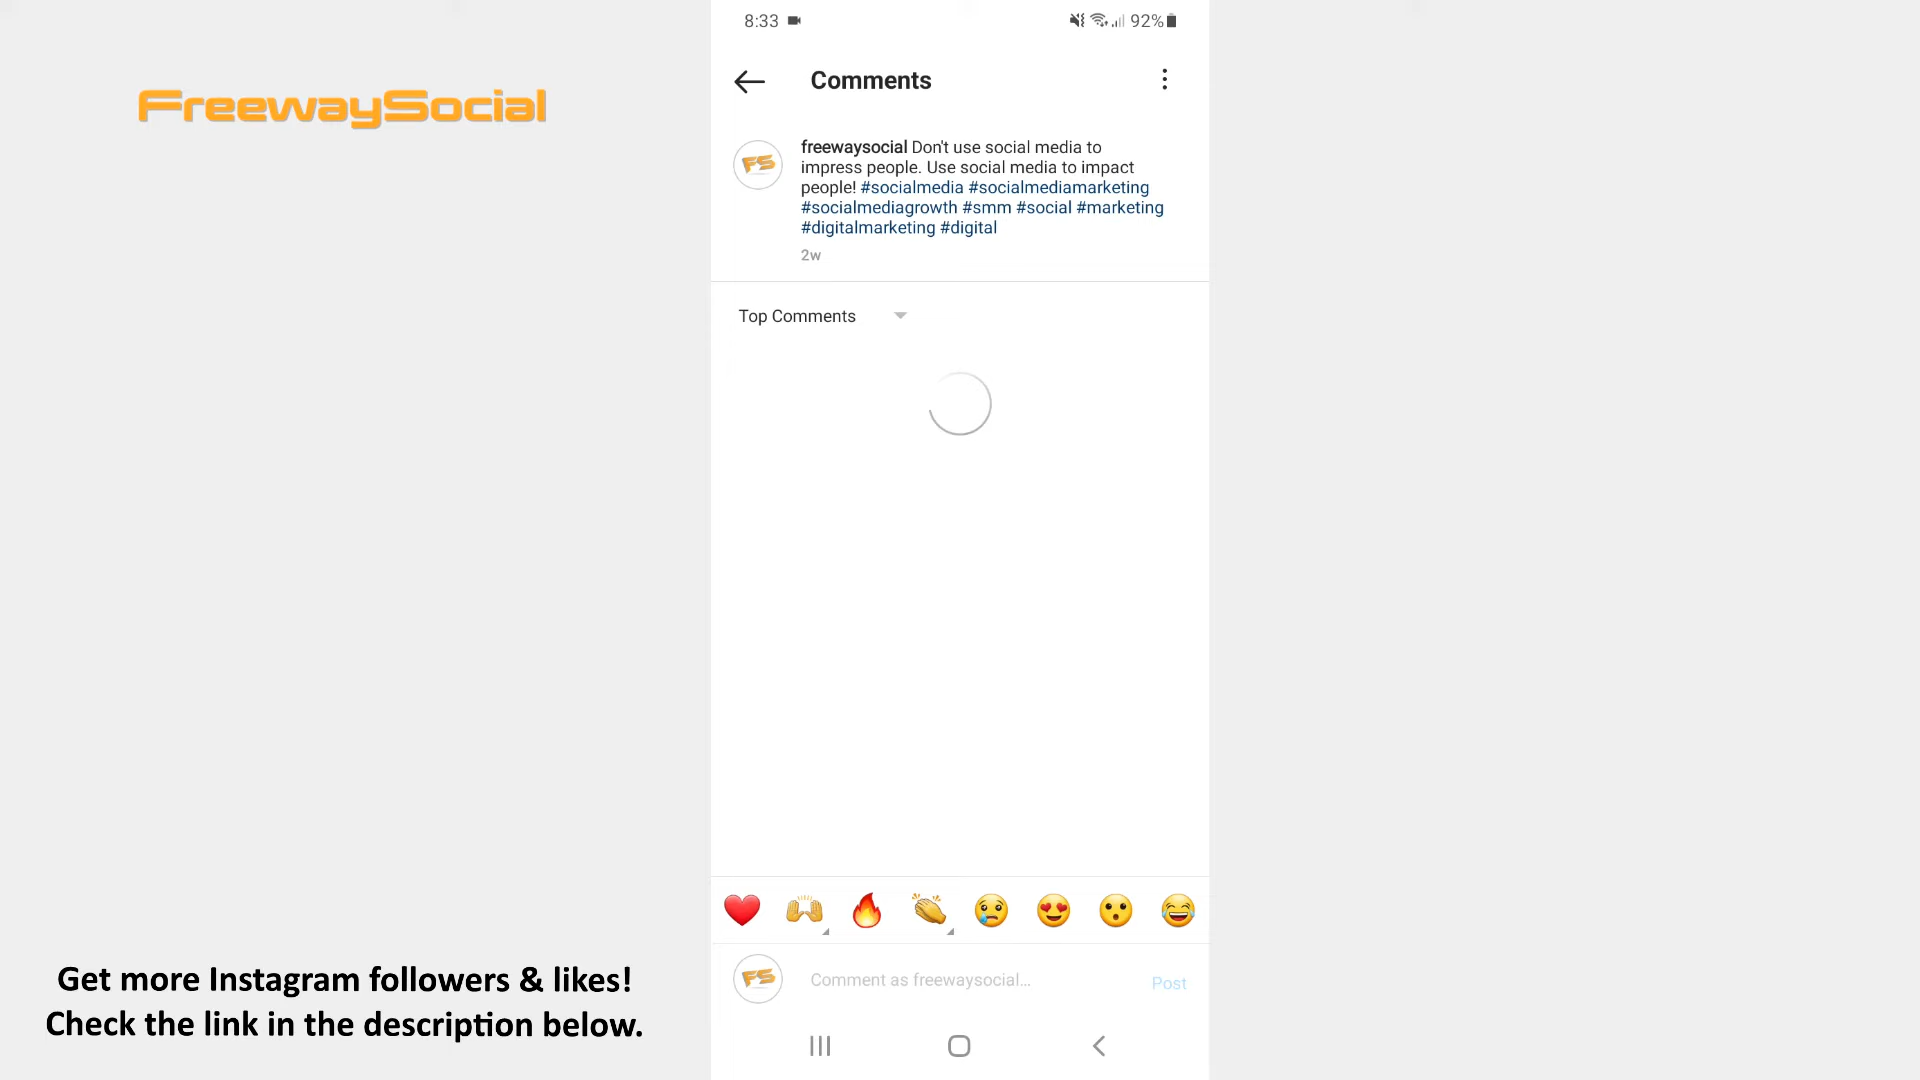 FreewaySocial
8:33
92%
Comments
freewaysocial Don't use social media to
impress people. Use social media to impact
people! #socialmedia #socialmediamarketing
#socialmediagrowth #smm #social #marketing
#digitalmarketing #digital
2w
Top Comments
FS
FS
Comment as freewaysocial...
Post
Get more Instagram followers & likes!
Check the link in the description below.